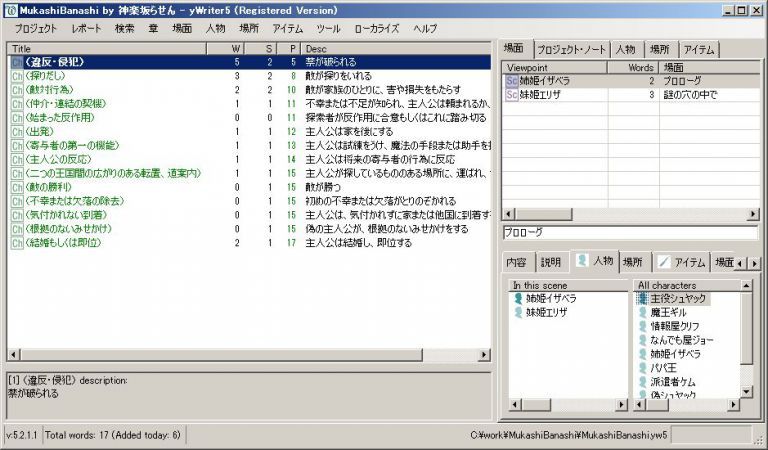 MukashiBanashi by 神楽坂らせん - yWriter5 (Registered Version)
プロジェクト レポート 検索 章 場面 人物 場所 アイテム ツール ローカライズ ヘルプ
Title W S P Desc
Ch 〈違反・侵犯〉 5 2 5 禁が破られる
Ch 〈探りだし〉 3 2 8 敵が探りをいれる
Ch 〈敵対行為〉 2 2 10 敵が家族のひとりに、害や損失をもたらす
Ch 〈仲介・連結の契機〉 1 1 11 不幸または不足が知られ、主人公は頼まれるか、
Ch 〈始まった反作用〉 0 1 11 探索者が反作用に合意もしくはこれに踏み切る
Ch 〈出発〉 1 1 12 主人公は家を後にする
Ch 〈寄与者の第一の機能〉 1 1 13 主人公は試練をうけ、魔法の手段または助手を
Ch 〈主人公の反応〉 1 1 14 主人公は将来の寄与者の行為に反応
Ch 〈二つの王国間の広がりのある転置、道案内〉 1 1 15 主人公が探しているもののある場所に、運ばれ、
Ch 〈敵の勝利〉 0 1 15 敵が勝つ
Ch 〈不幸または欠落の除去〉 0 1 15 初めの不幸または欠落がとりのぞかれる
Ch 〈気付かれない到着〉 0 1 15 主人公は、気付かれずに家または他国に到着す
Ch 〈根拠のないみせかけ〉 0 1 15 偽の主人公が、根拠のないみせかけをする
Ch 〈結婚もしくは即位〉 2 1 17 主人公は結婚し、即位する
[1] 〈違反・侵犯〉 description:
禁が破られる
場面 プロジェクト・ノート 人物 場所 アイテム
Viewpoint Words 場面
Sc 姉姫イザベラ 2 プロローグ
Sc 妹姫エリザ 3 謎の穴の中で
プロローグ
内容 説明 人物 場所 アイテム 場面
In this scene
姉姫イザベラ
妹姫エリザ
All characters
主役シュヤック
魔王ギル
情報屋クリフ
なんでも屋ジョー
姉姫イザベラ
パパ王
派遣者ケム
偽シュヤック
v:5.2.1.1 Total words: 17 (Added today: 6) C:¥work¥MukashiBanashi¥MukashiBanashi.yw5